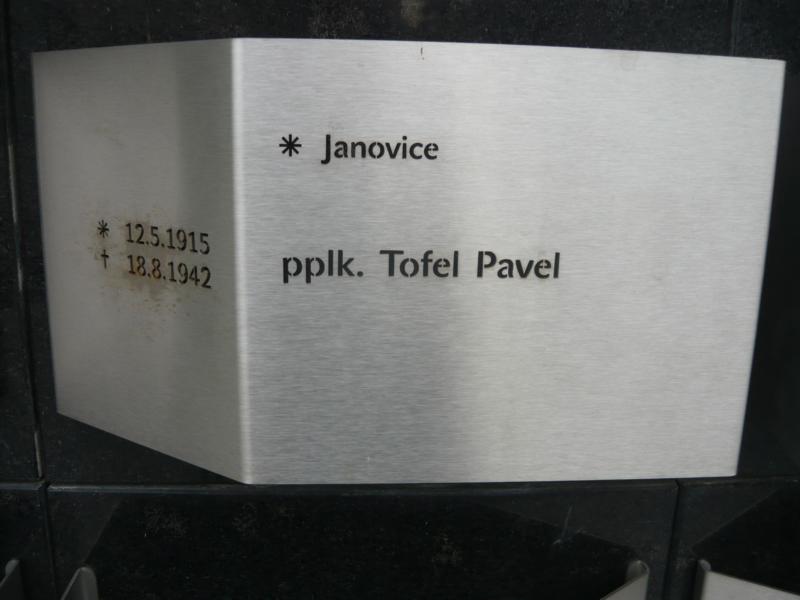 * 12.5.1915
† 18.8.1942
* Janovice
pplk. Tofel Pavel